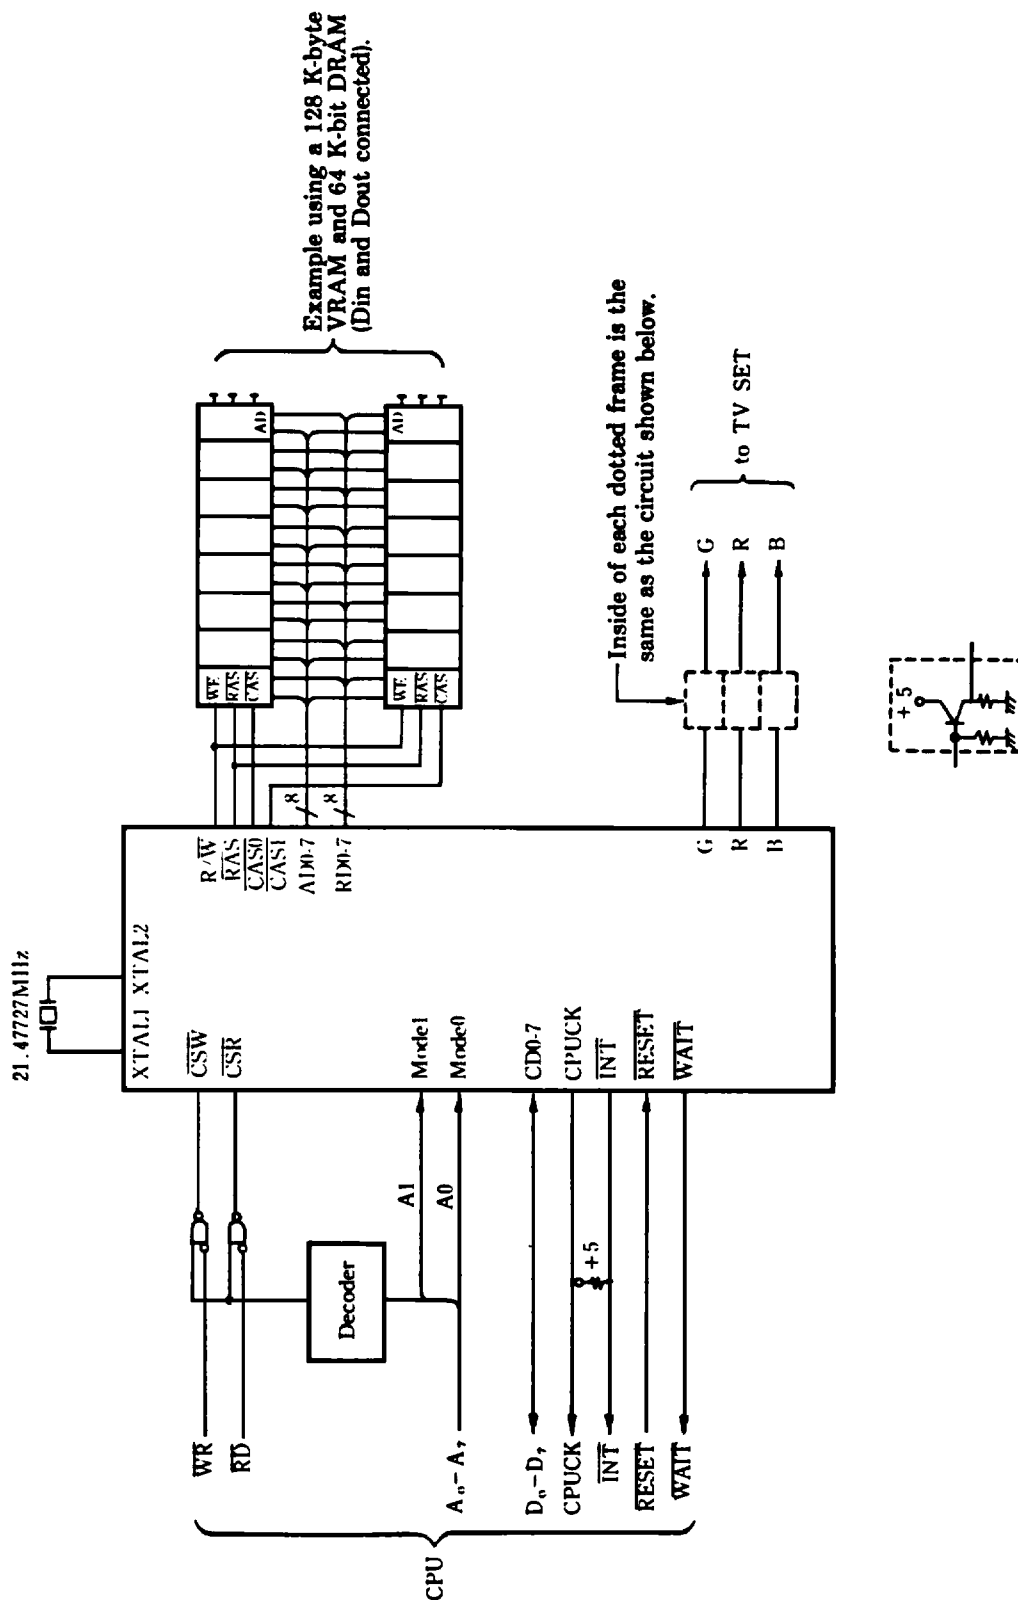 21.47727MHz
XTAL1 XTAL2
CPU
WR
RD
A₀-A₇
D₀-D₇
CPUCK
INT
RESET
WAIT
Decoder
A1
A0
+5
CSW
CSR
Mode1
Mode0
CD0-7
CPUCK
INT
RESET
WAIT
R/W
RAS
CAS0
CAS1
AD0-7
RD0-7
8
8
WE
RAS
CAS
AD
WE
RAS
CAS
AD
Example using a 128 K-byte
VRAM and 64 K-bit DRAM
(Din and Dout connected).
G
R
B
G
R
B
to TV SET
Inside of each dotted frame is the
same as the circuit shown below.
+5